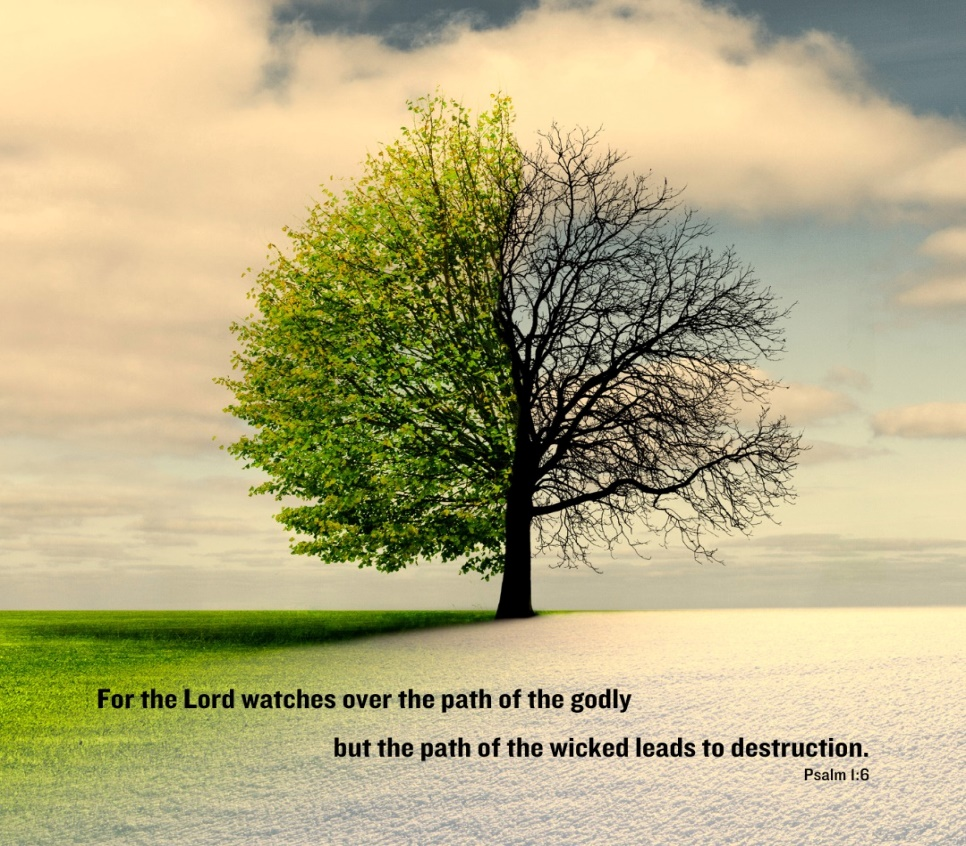 For the Lord watches over the path of the godly
but the path of the wicked leads to destruction.
Psalm 1:6